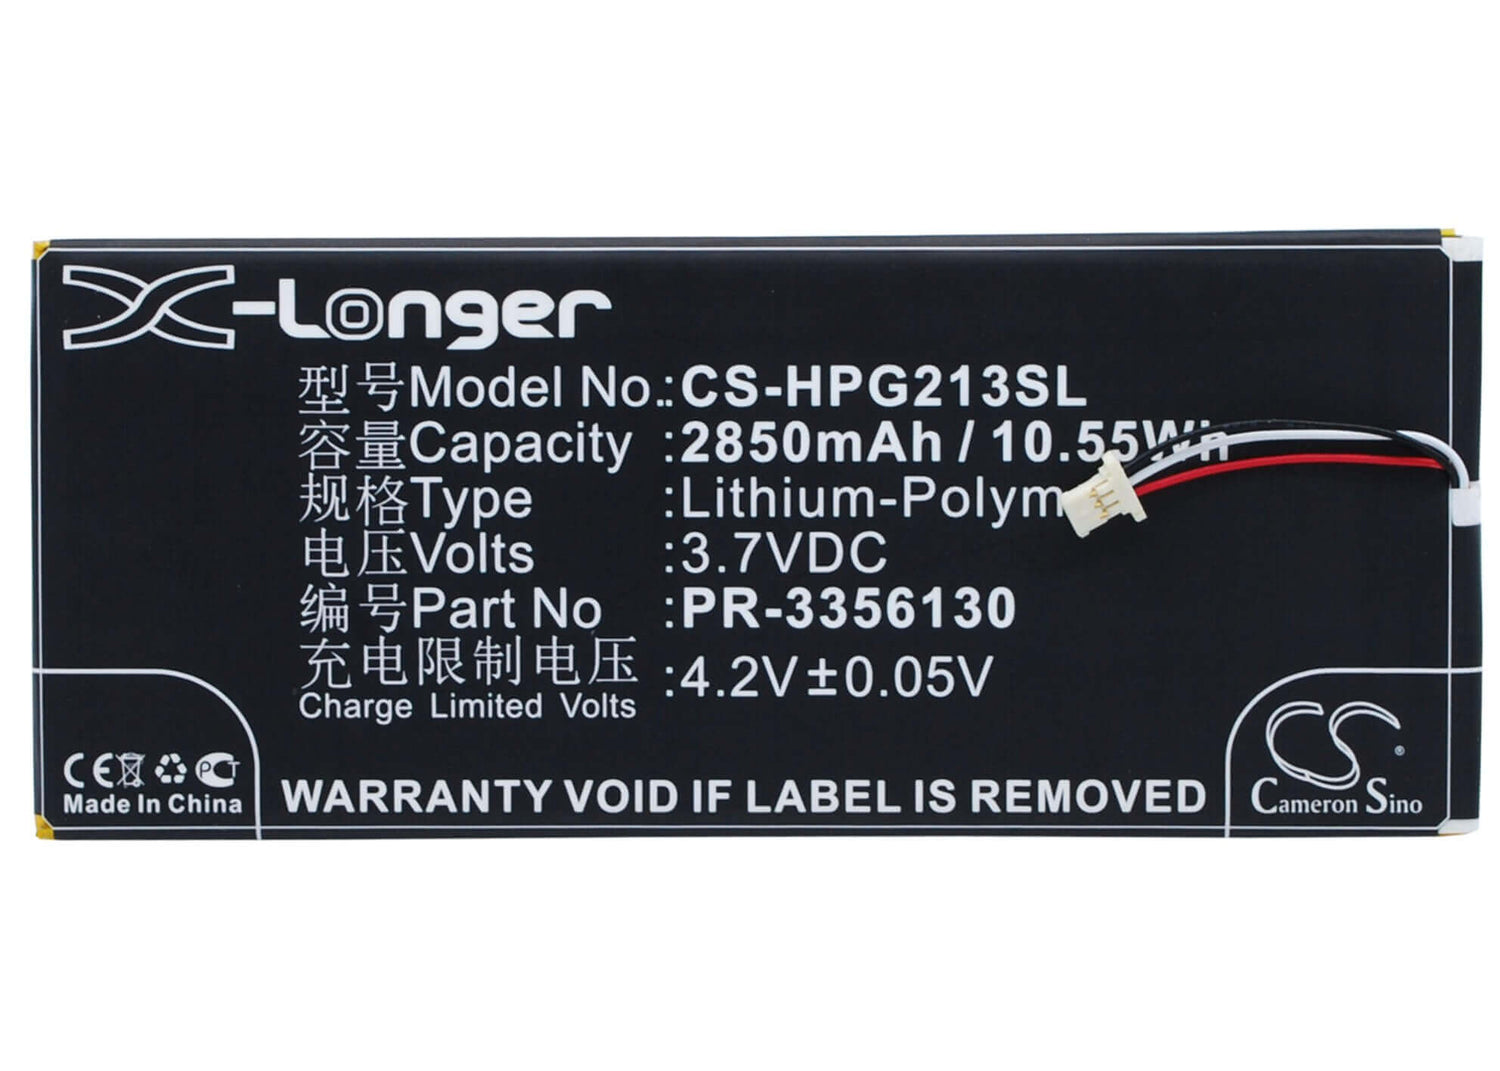 X-Longer
型号Model No.:CS-HPG213SL
容量Capacity :2850mAh / 10.55Wh
规格Type :Lithium-Polym
电压Volts :3.7VDC
编号Part No :PR-3356130
充电限制电压 :4.2V±0.05V
Charge Limited Volts
CE PCT
Made In China
WARRANTY VOID IF LABEL IS REMOVED
CS®
Cameron Sino